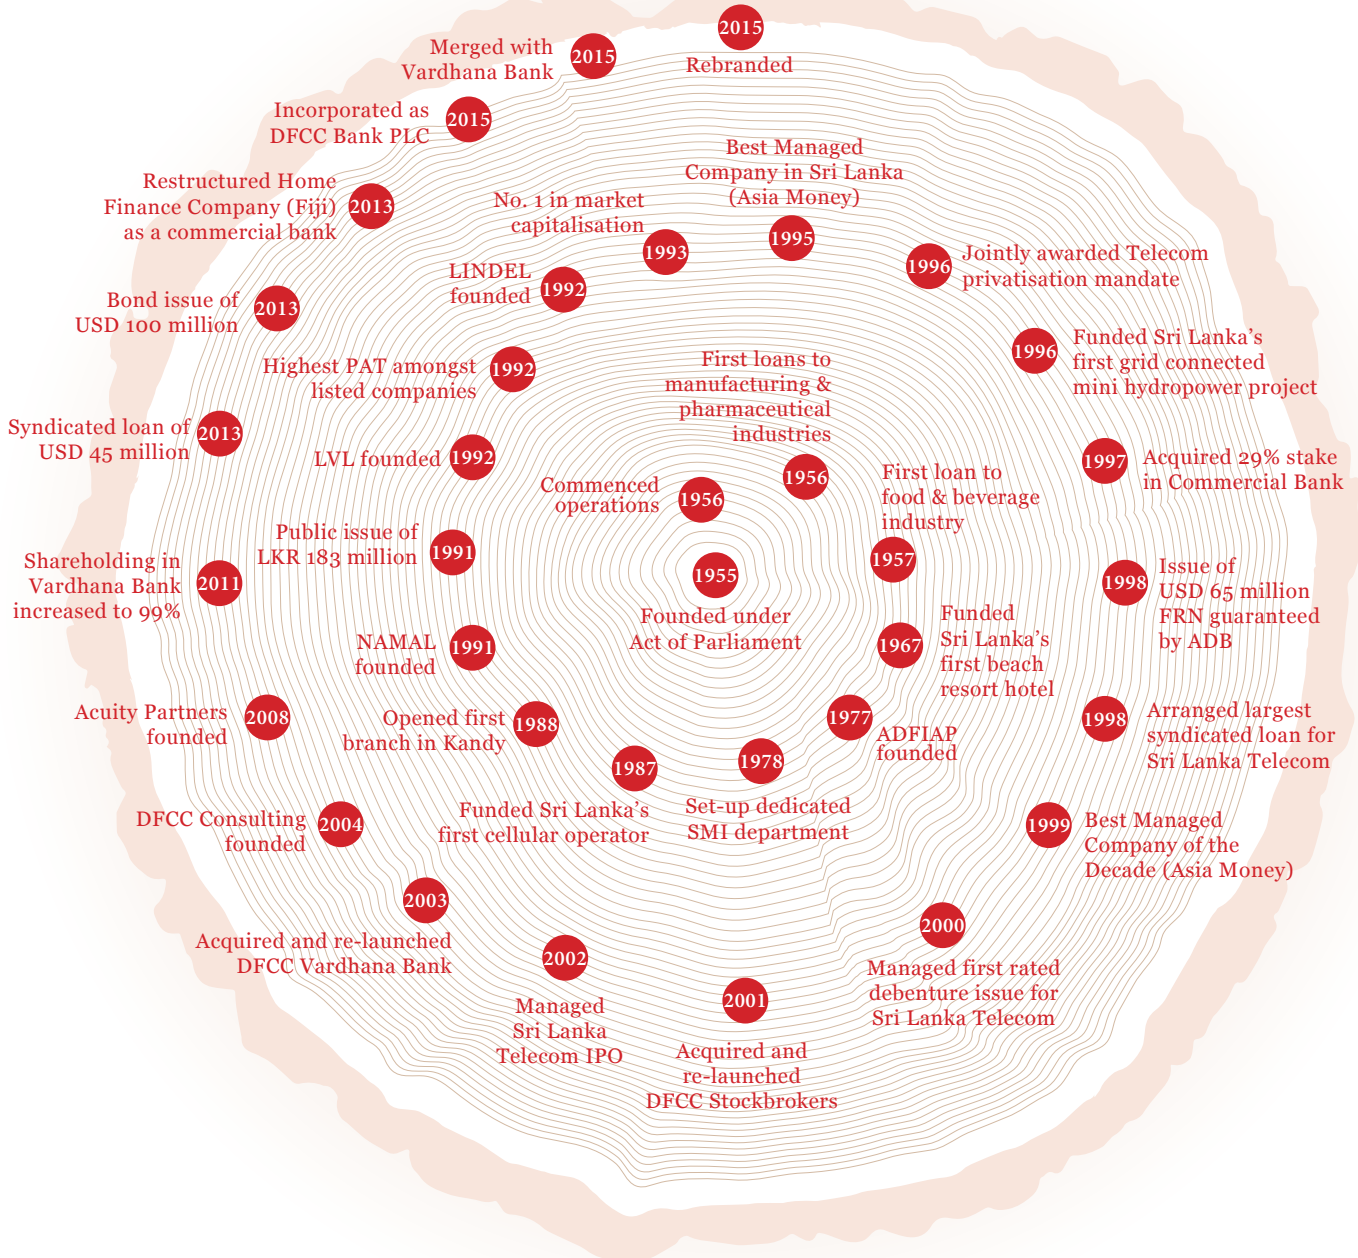 1955
Founded under
Act of Parliament
1956
Commenced
operations
1956
First loans to
manufacturing &
pharmaceutical
industries
1957
First loan to
food & beverage
industry
1967
Funded
Sri Lanka’s
first beach
resort hotel
1977
ADFIAP
founded
1978
Set-up dedicated
SMI department
1987
Funded Sri Lanka’s
first cellular operator
1988
Opened first
branch in Kandy
1991
NAMAL
founded
1991
Public issue of
LKR 183 million
1992
LVL founded
1992
Highest PAT amongst
listed companies
1992
LINDEL
founded
1993
No. 1 in market
capitalisation
1995
Best Managed
Company in Sri Lanka
(Asia Money)
1996
Jointly awarded Telecom
privatisation mandate
1996
Funded Sri Lanka’s
first grid connected
mini hydropower project
1997
Acquired 29% stake
in Commercial Bank
1998
Issue of
USD 65 million
FRN guaranteed
by ADB
1998
Arranged largest
syndicated loan for
Sri Lanka Telecom
1999
Best Managed
Company of the
Decade (Asia Money)
2000
Managed first rated
debenture issue for
Sri Lanka Telecom
2001
Acquired and
re-launched
DFCC Stockbrokers
2002
Managed
Sri Lanka
Telecom IPO
2003
Acquired and re-launched
DFCC Vardhana Bank
2004
DFCC Consulting
founded
2008
Acuity Partners
founded
2011
Shareholding in
Vardhana Bank
increased to 99%
2013
Syndicated loan of
USD 45 million
2013
Bond issue of
USD 100 million
2013
Restructured Home
Finance Company (Fiji)
as a commercial bank
2015
Incorporated as
DFCC Bank PLC
2015
Merged with
Vardhana Bank
2015
Rebranded